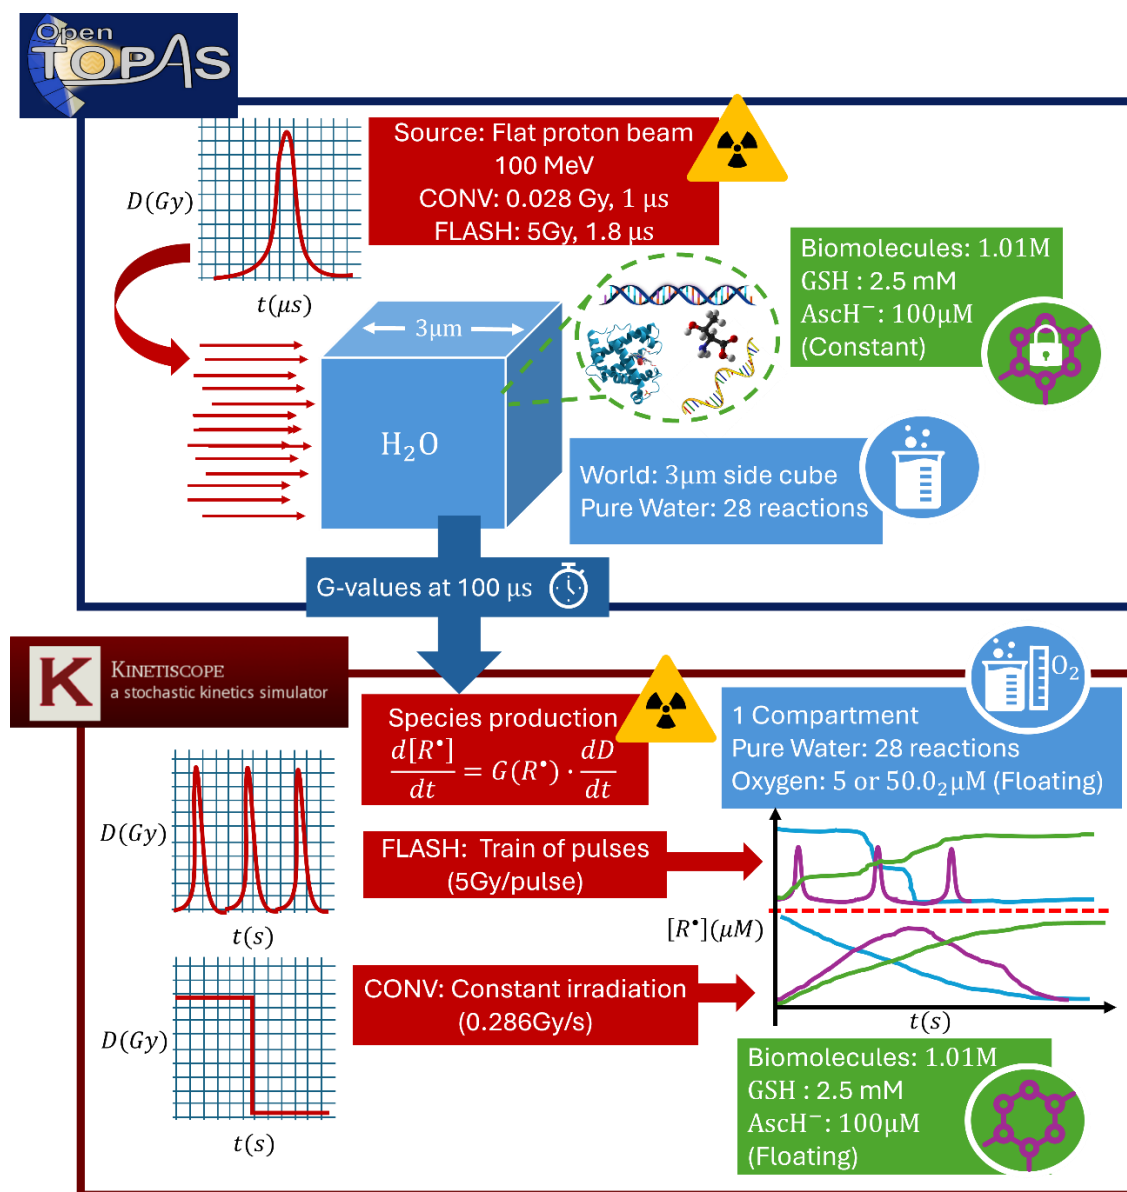 Open
TOPAS
Source: Flat proton beam
100 MeV
CONV: 0.028 Gy, 1 μs
FLASH: 5Gy, 1.8 μs
D(Gy)
t(μs)
Biomolecules: 1.01M
GSH : 2.5 mM
AscH⁻: 100μM
(Constant)
3μm
H₂O
World: 3μm side cube
Pure Water: 28 reactions
G-values at 100 μs
K
KINETISCOPE
a stochastic kinetics simulator
O₂
Species production
d[R•]/dt = G(R•) · dD/dt
1 Compartment
Pure Water: 28 reactions
Oxygen: 5 or 50.0₂μM (Floating)
D(Gy)
t(s)
FLASH: Train of pulses
(5Gy/pulse)
[R•](μM)
t(s)
CONV: Constant irradiation
(0.286Gy/s)
D(Gy)
t(s)
Biomolecules: 1.01M
GSH : 2.5 mM
AscH⁻: 100μM
(Floating)